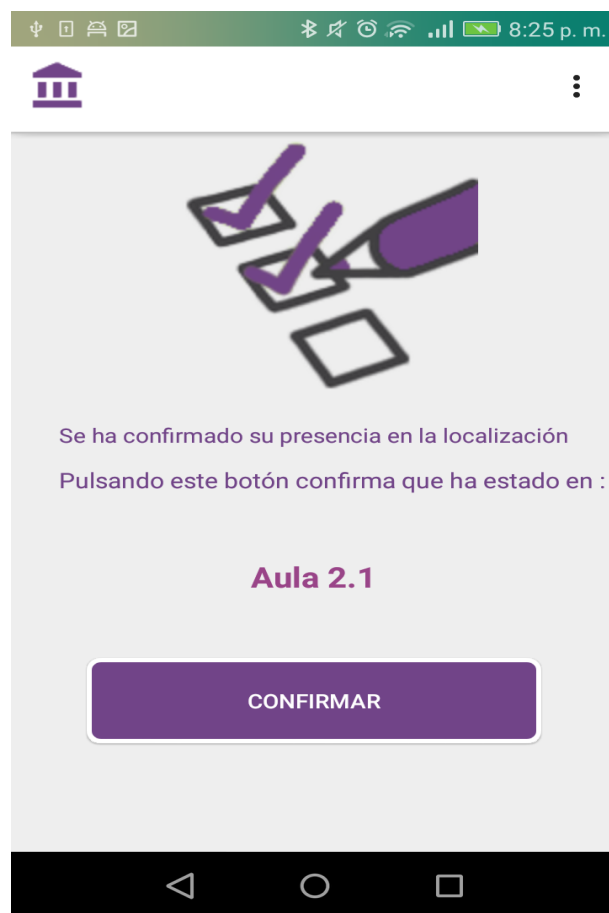 8:25 p. m.
Se ha confirmado su presencia en la localización
Pulsando este botón confirma que ha estado en :
Aula 2.1
CONFIRMAR